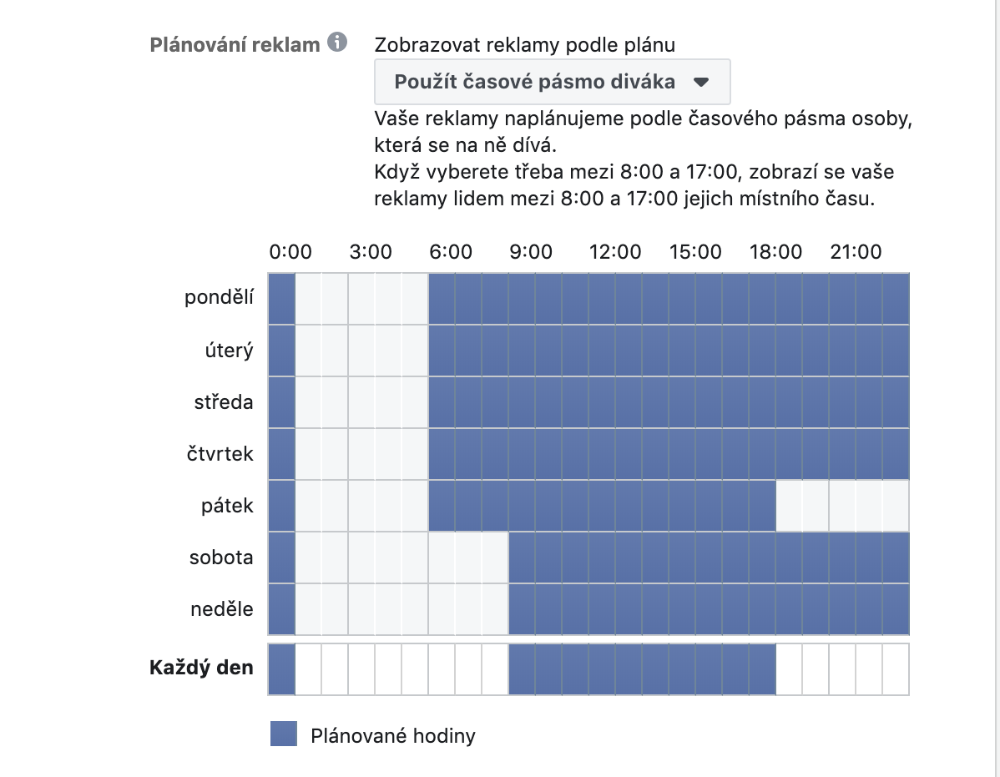 Plánování reklam
Zobrazovat reklamy podle plánu
Použít časové pásmo diváka
Vaše reklamy naplánujeme podle časového pásma osoby,
která se na ně dívá.
Když vyberete třeba mezi 8:00 a 17:00, zobrazí se vaše
reklamy lidem mezi 8:00 a 17:00 jejich místního času.
0:00 3:00 6:00 9:00 12:00 15:00 18:00 21:00
pondělí
úterý
středa
čtvrtek
pátek
sobota
neděle
Každý den
Plánované hodiny